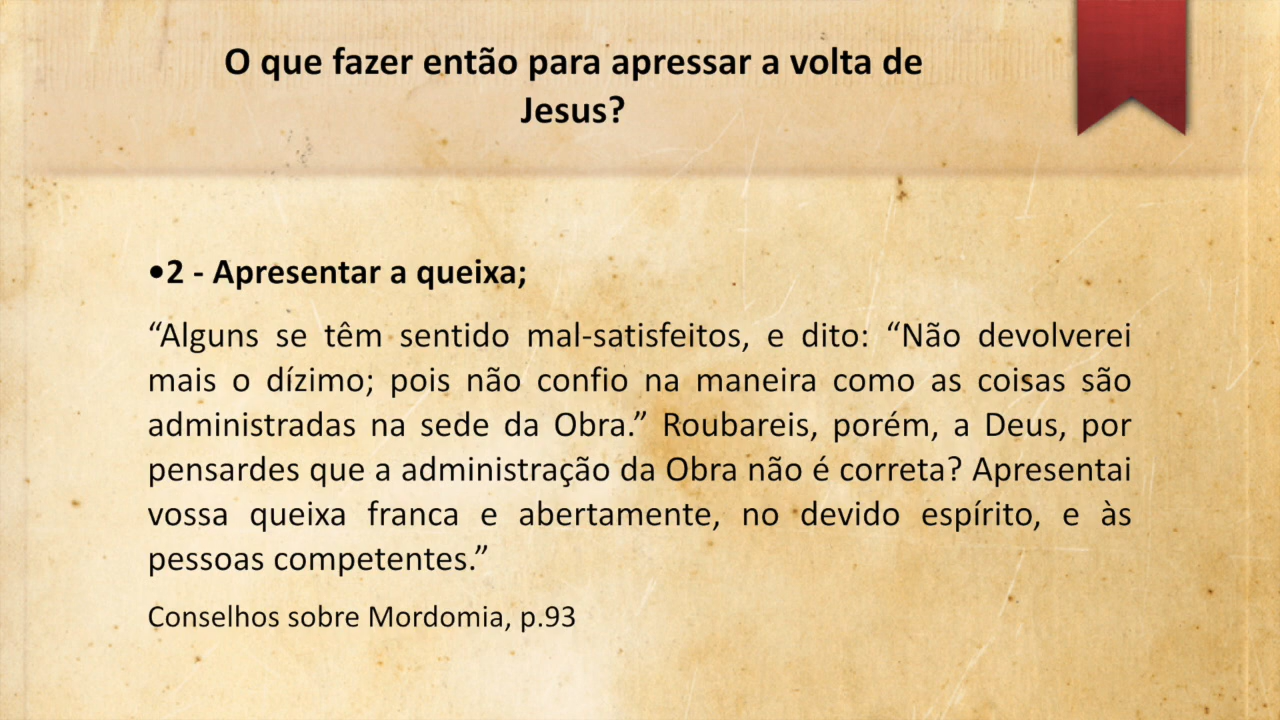 O que fazer então para apressar a volta de
Jesus?
•2 - Apresentar a queixa;
“Alguns se têm sentido mal-satisfeitos, e dito: “Não devolverei
mais o dízimo; pois não confio na maneira como as coisas são
administradas na sede da Obra.” Roubareis, porém, a Deus, por
pensardes que a administração da Obra não é correta? Apresentai
vossa queixa franca e abertamente, no devido espírito, e às
pessoas competentes.”
Conselhos sobre Mordomia, p.93